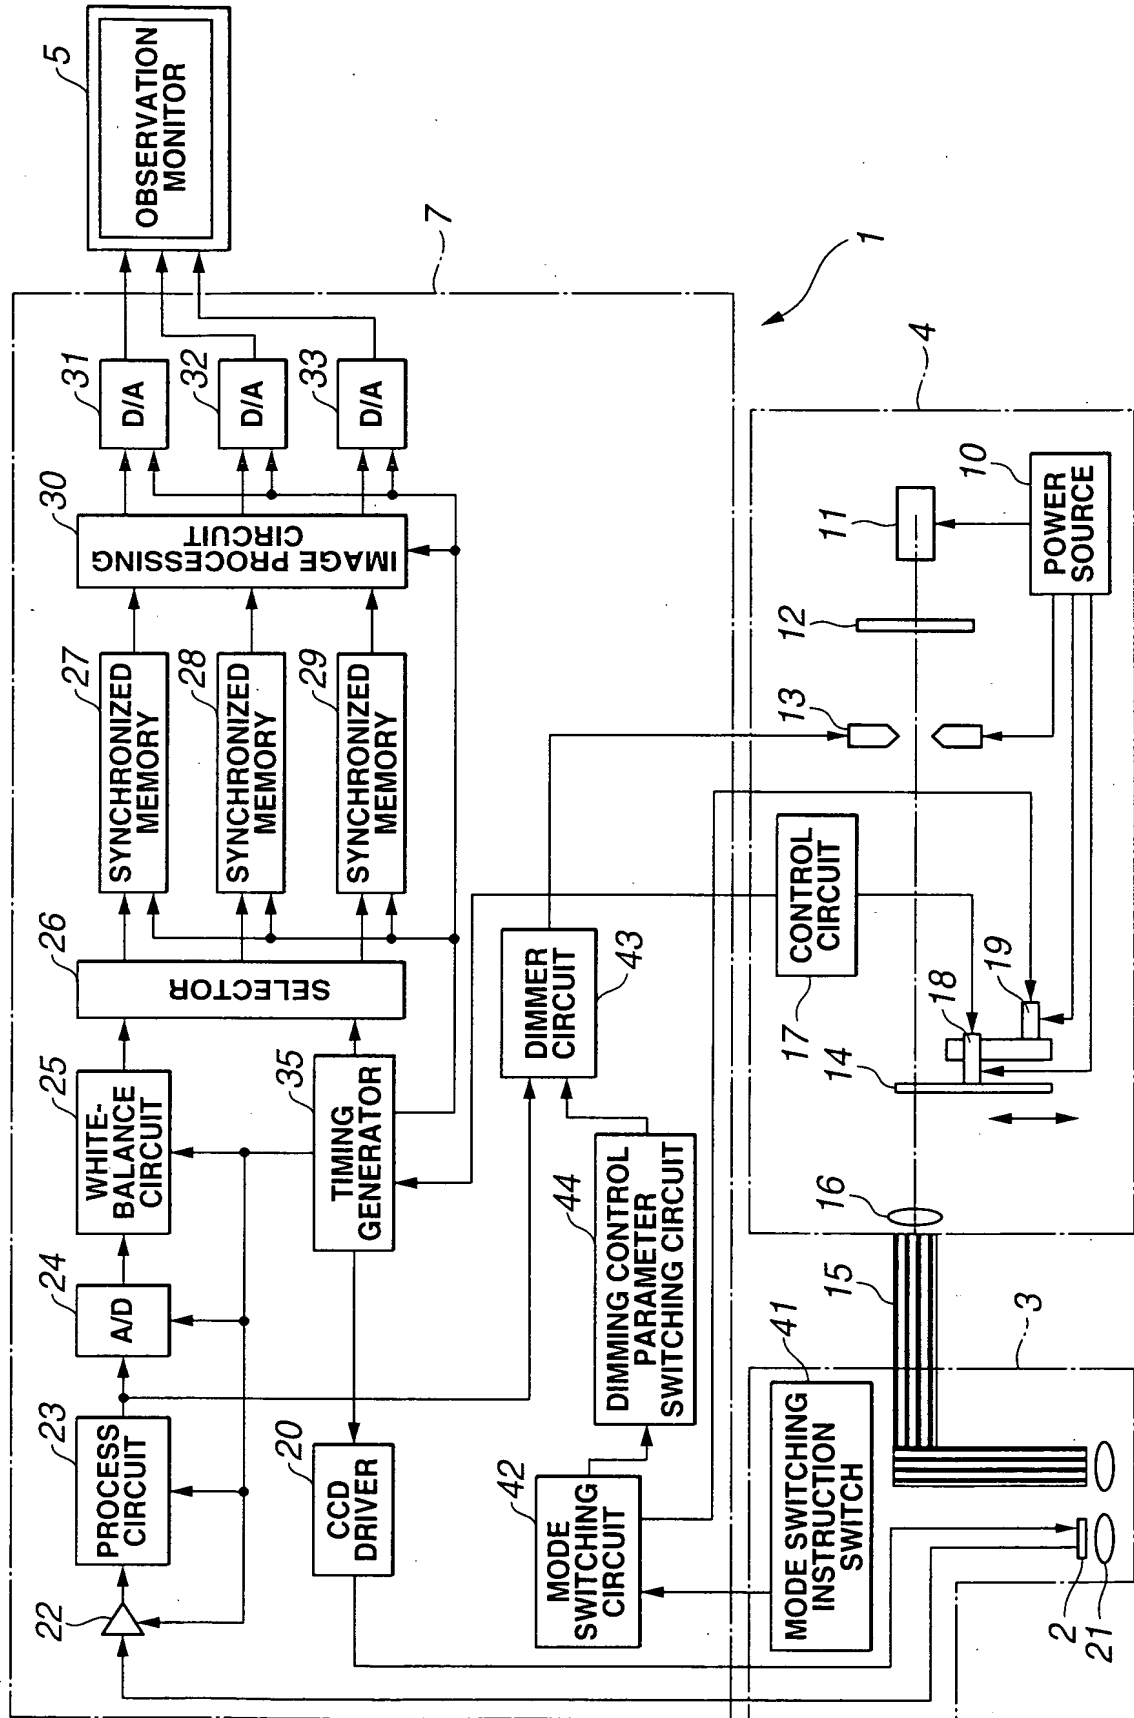 5
OBSERVATION
MONITOR
7
1
31
D/A
32
D/A
33
D/A
30
IMAGE PROCESSING
CIRCUIT
27
SYNCHRONIZED
MEMORY
28
SYNCHRONIZED
MEMORY
29
SYNCHRONIZED
MEMORY
26
SELECTOR
25
WHITE-
BALANCE
CIRCUIT
24
A/D
23
PROCESS
CIRCUIT
22
35
TIMING
GENERATOR
20
CCD
DRIVER
43
DIMMER
CIRCUIT
44
DIMMING CONTROL
PARAMETER
SWITCHING CIRCUIT
42
MODE
SWITCHING
CIRCUIT
4
10
POWER
SOURCE
11
12
13
CONTROL
CIRCUIT
17
18
19
14
16
15
3
41
MODE SWITCHING
INSTRUCTION
SWITCH
2
21